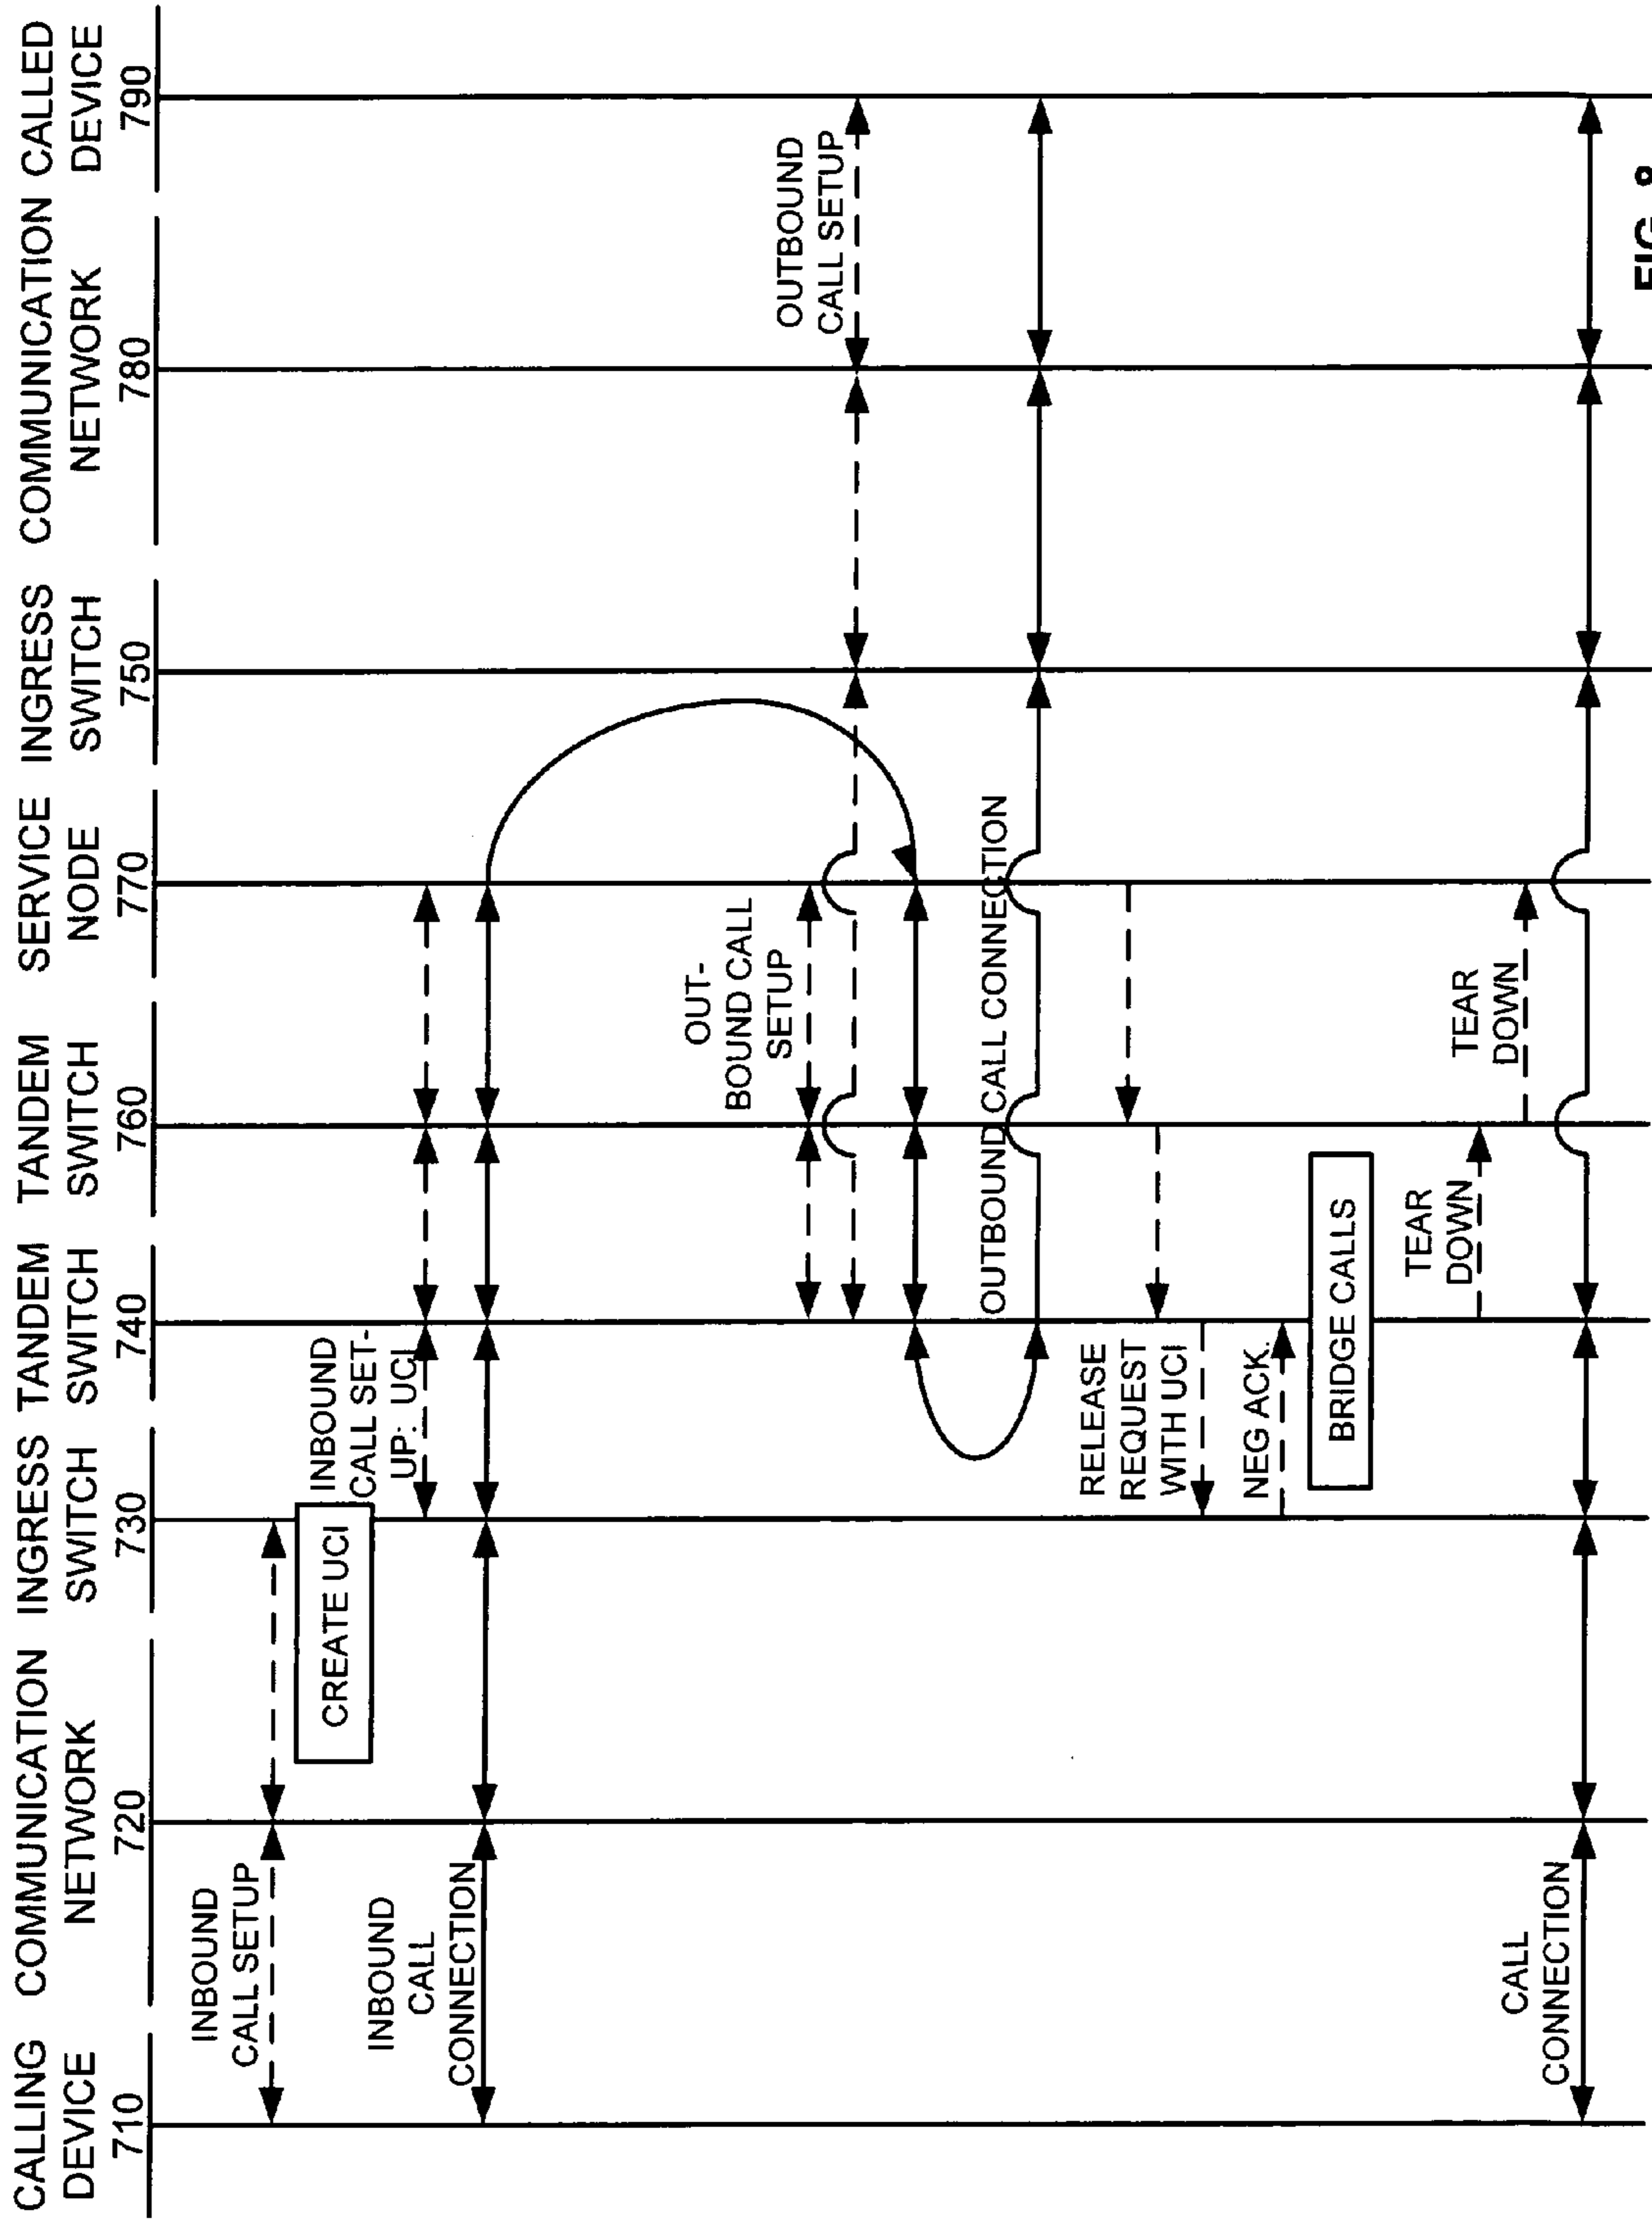 CALLING COMMUNICATION INGRESS TANDEM TANDEM SERVICE INGRESS COMMUNICATION CALLED
DEVICE NETWORK SWITCH SWITCH SWITCH NODE SWITCH NETWORK DEVICE
710 720 730 740 760 770 750 780 790
INBOUND
CALL SETUP
CREATE UCI
INBOUND
CALL SET-
UP: UCI
INBOUND
CALL
CONNECTION
OUT-
BOUND CALL
SETUP
OUTBOUND
CALL SETUP
OUTBOUND CALL CONNECTION
RELEASE
REQUEST
WITH UCI
NEG ACK.
BRIDGE CALLS
TEAR
DOWN
TEAR
DOWN
CALL
CONNECTION
FIG. 8